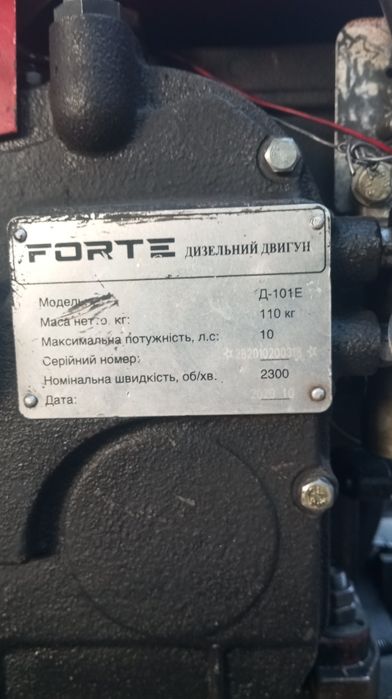 FORTE ДИЗЕЛЬНИЙ ДВИГУН
Модель: Д-101Е
Маса нетто, кг: 110 кг
Максимальна потужність, л.с: 10
Серійний номер:
Номінальна швидкість, об/хв. 2300
Дата: